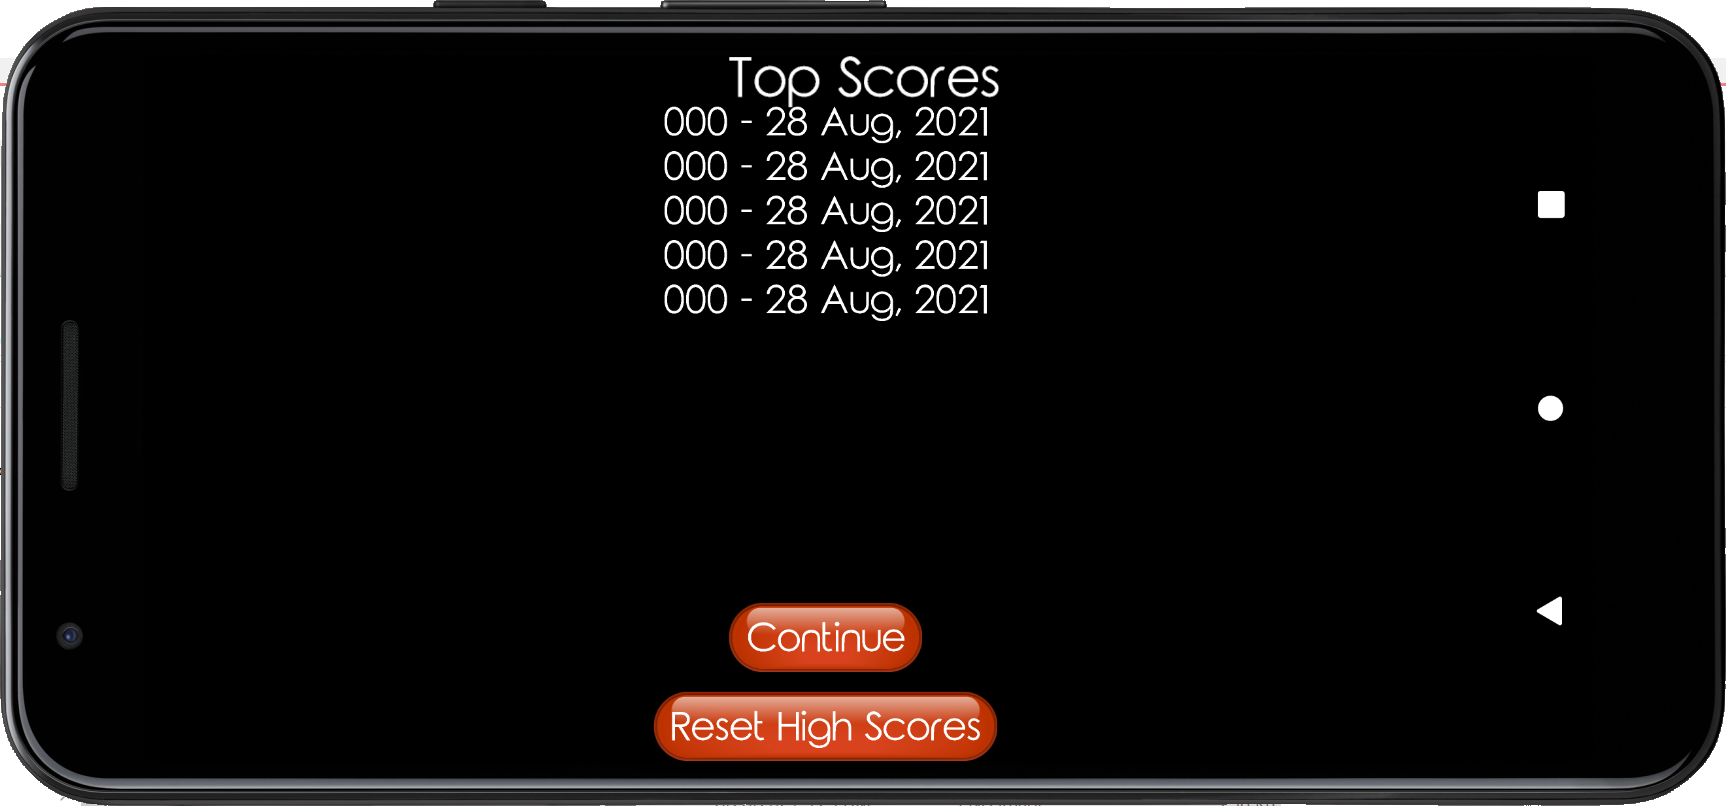 Top Scores
000 - 28 Aug, 2021
000 - 28 Aug, 2021
000 - 28 Aug, 2021
000 - 28 Aug, 2021
000 - 28 Aug, 2021
Continue
Reset High Scores